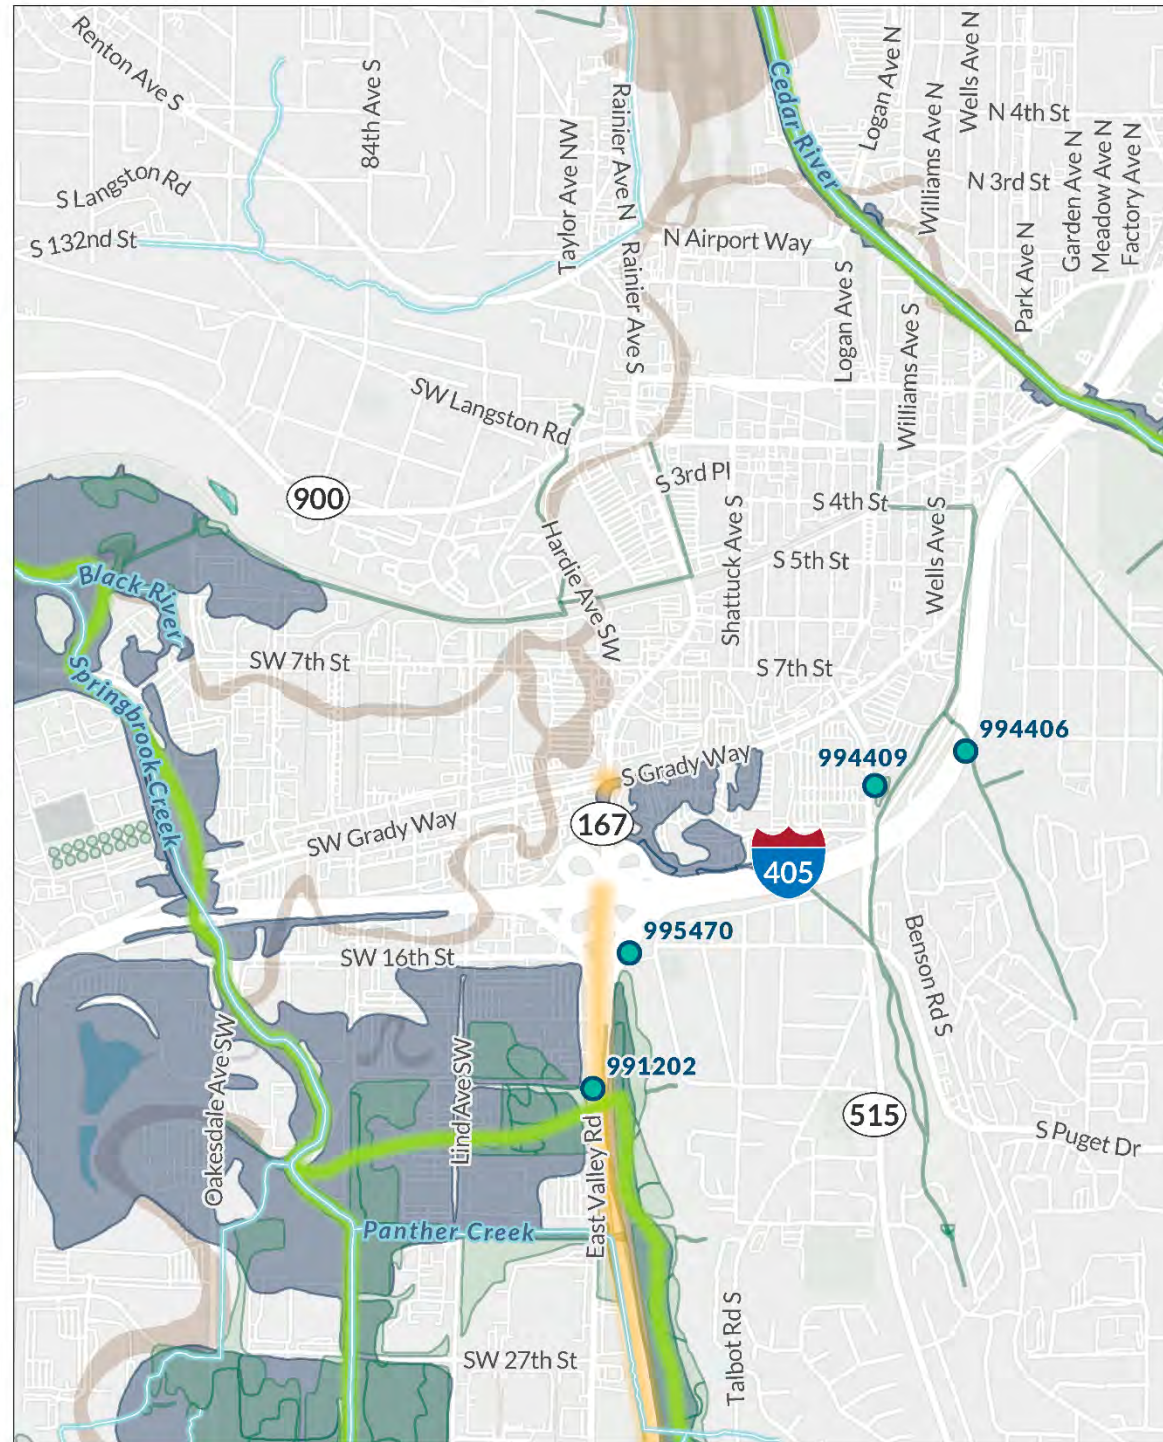 Renton Ave S
84th Ave S
Rainier Ave N
Taylor Ave NW
Cedar River
Logan Ave N
Williams Ave N
Wells Ave N
N 4th St
N 3rd St
Garden Ave N
Meadow Ave N
Factory Ave N
S Langston Rd
S 132nd St
N Airport Way
Rainier Ave S
Logan Ave S
Williams Ave S
Park Ave N
SW Langston Rd
900
S 3rd Pl
S 4th St
Shattuck Ave S
Wells Ave S
Hardie Ave SW
S 5th St
Black River
SW 7th St
S 7th St
Springbrook Creek
994406
994409
S Grady Way
SW Grady Way
167
405
995470
SW 16th St
Benson Rd S
Oakesdale Ave SW
Lind Ave SW
991202
515
East Valley Rd
S Puget Dr
Panther Creek
Talbot Rd S
SW 27th St